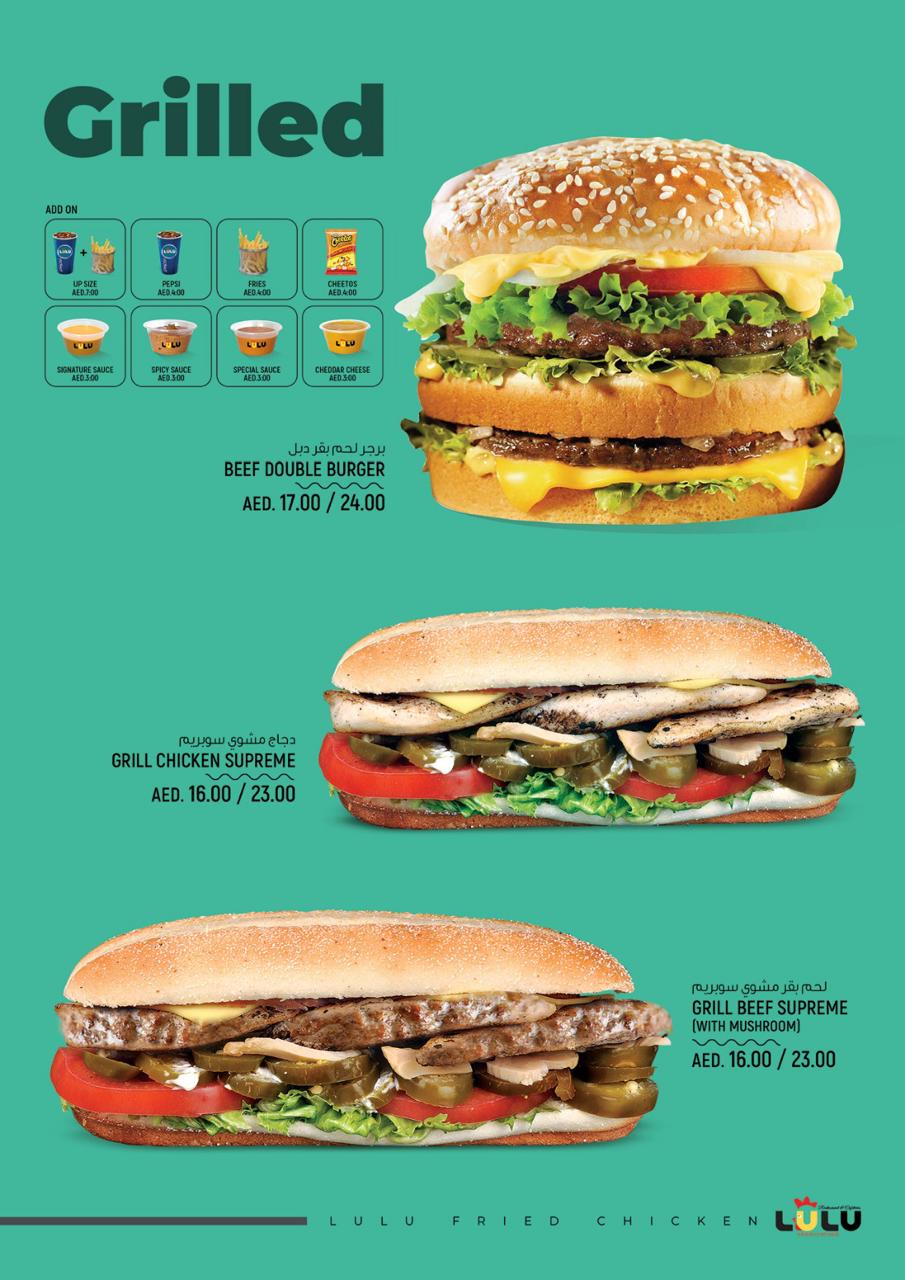 Grilled
ADD ON
UP SIZE
AED.7:00
PEPSI
AED.4:00
FRIES
AED.4:00
CHEETOS
AED.4:00
LULU
SIGNATURE SAUCE
AED.3:00
LULU
SPICY SAUCE
AED.3:00
LULU
SPECIAL SAUCE
AED.3:00
LULU
CHEDDAR CHEESE
AED.3:00
برجر لحم بقر دبل
BEEF DOUBLE BURGER
AED. 17.00 / 24.00
دجاج مشوي سوبريم
GRILL CHICKEN SUPREME
AED. 16.00 / 23.00
لحم بقر مشوي سوبريم
GRILL BEEF SUPREME
(WITH MUSHROOM)
AED. 16.00 / 23.00
LULU FRIED CHICKEN LULU